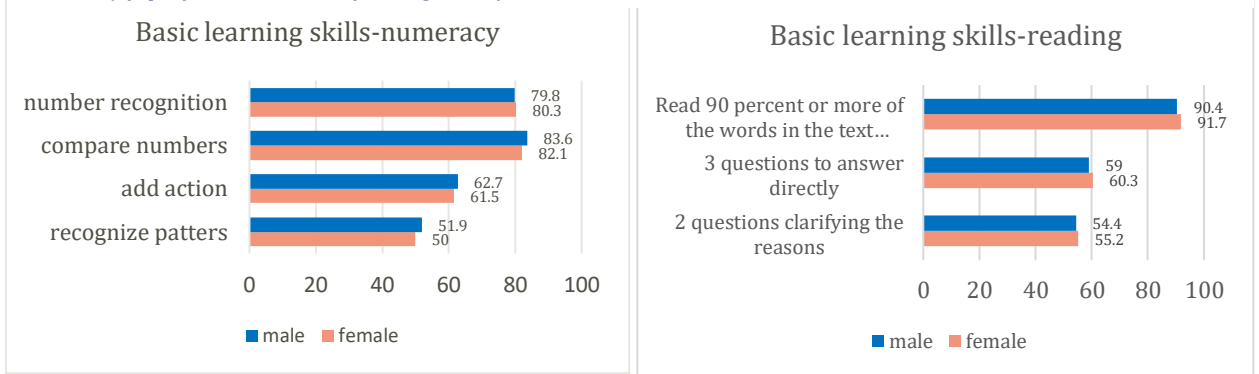 Basic learning skills-numeracy
number recognition
79.8
80.3
compare numbers
83.6
82.1
add action
62.7
61.5
recognize patters
51.9
50
0 20 40 60 80 100
male female
Basic learning skills-reading
Read 90 percent or more of
the words in the text...
90.4
91.7
3 questions to answer
directly
59
60.3
2 questions clarifying the
reasons
54.4
55.2
0 20 40 60 80 100
male female